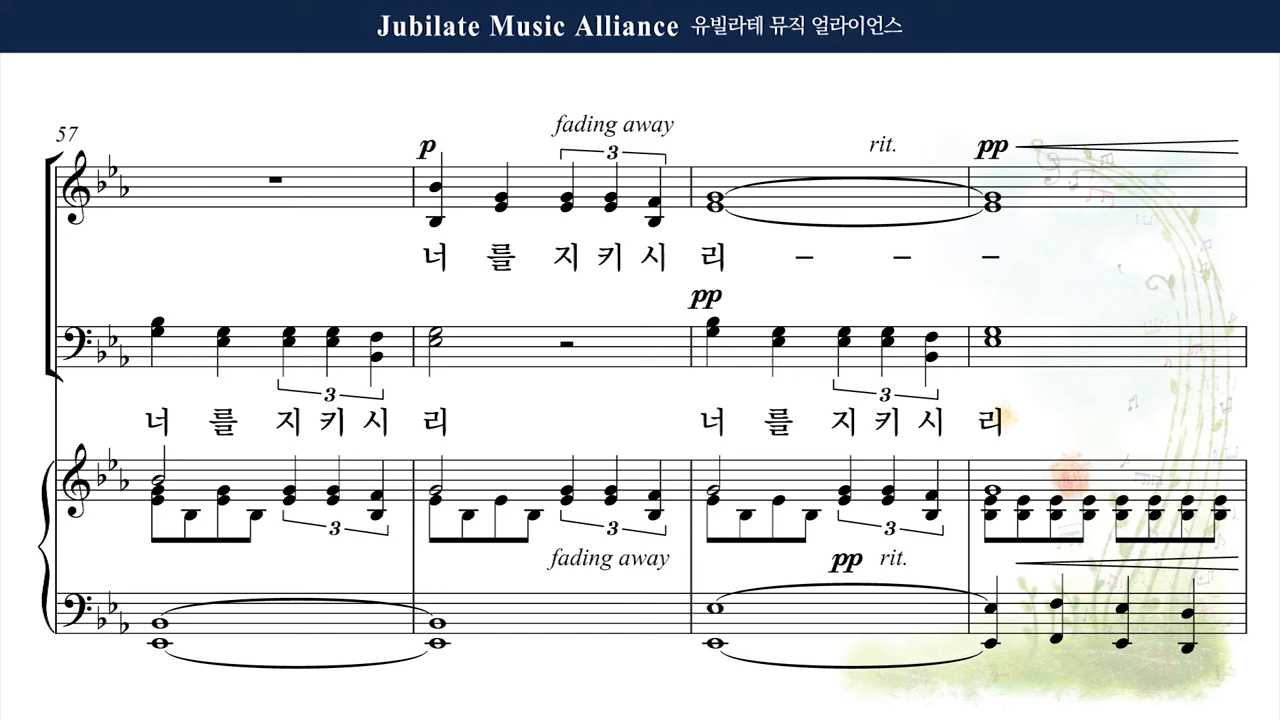 Jubilate Music Alliance 유빌라테 뮤직 얼라이언스
57
p fading away 3 rit. pp
너 를 지 키 시 리 – – –
pp
3 3
너 를 지 키 시 리 너 를 지 키 시 리
3 3 3
fading away pp rit.